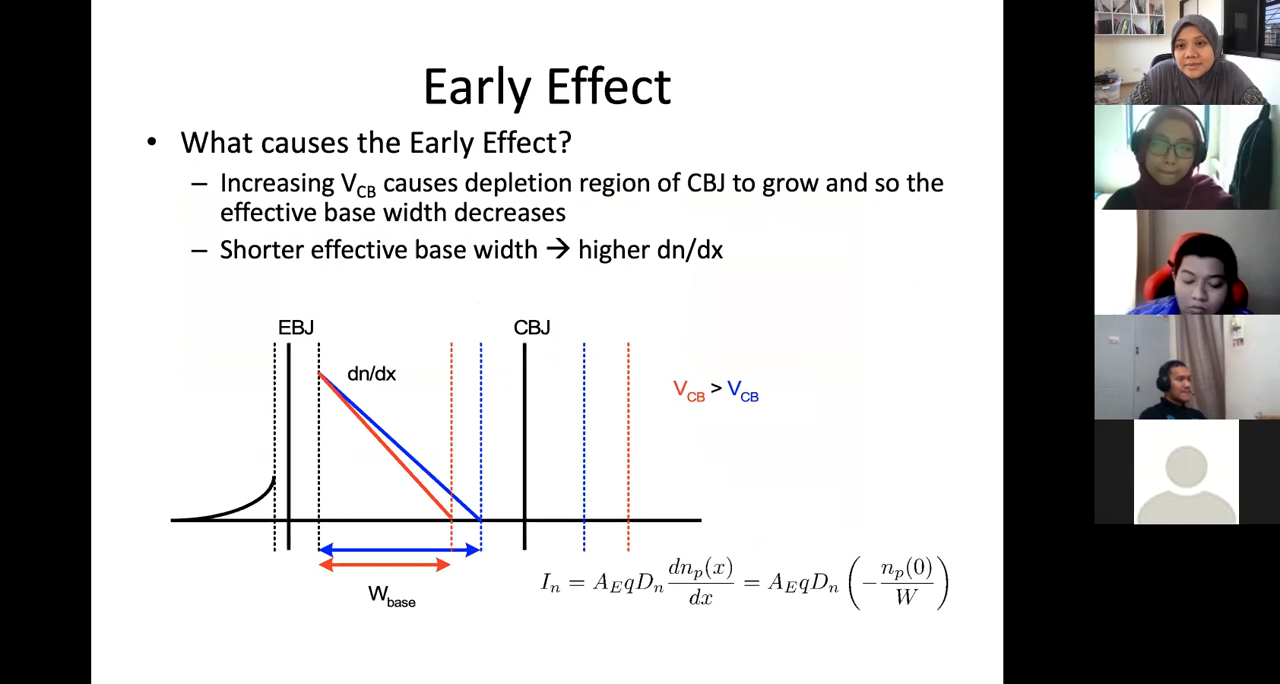 Early Effect
• What causes the Early Effect?
– Increasing V_CB causes depletion region of CBJ to grow and so the
effective base width decreases
– Shorter effective base width → higher dn/dx
EBJ
CBJ
dn/dx
V_CB > V_CB
W_base
I_n = A_E q D_n dn_p(x)/dx = A_E q D_n (− n_p(0)/W)